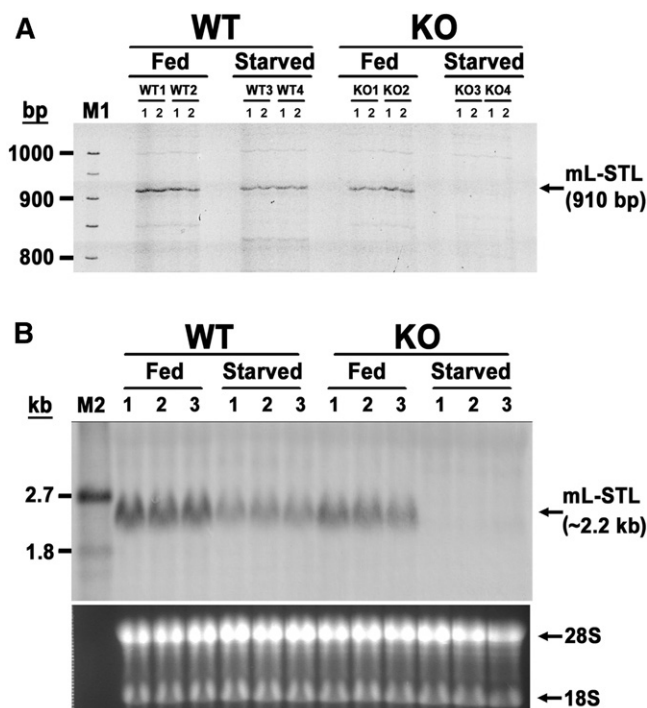 A
WT KO
Fed Starved Fed Starved
WT1 WT2 WT3 WT4 KO1 KO2 KO3 KO4
bp M1 1 2 1 2 1 2 1 2 1 2 1 2 1 2 1 2
1000
900
800
mL-STL
(910 bp)
B
WT KO
Fed Starved Fed Starved
kb M2 1 2 3 1 2 3 1 2 3 1 2 3
2.7
1.8
mL-STL
(~2.2 kb)
28S
18S